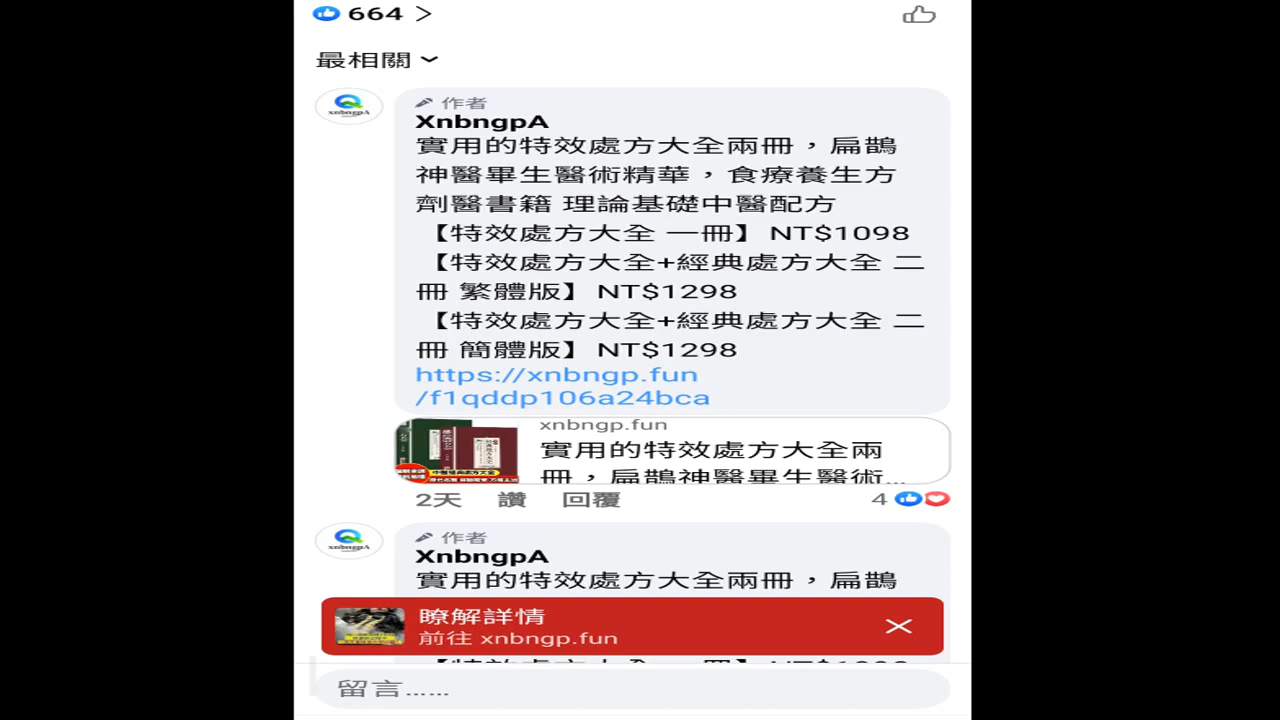 664
最相關
作者
XnbngpA
實用的特效處方大全兩冊，扁鵲
神醫畢生醫術精華，食療養生方
劑醫書籍 理論基礎中醫配方
【特效處方大全 一冊】NT$1098
【特效處方大全+經典處方大全 二
冊 繁體版】NT$1298
【特效處方大全+經典處方大全 二
冊 簡體版】NT$1298
https://xnbngp.fun
/f1qddp106a24bca
xnbngp.fun
實用的特效處方大全兩
冊，扁鵲神醫畢生醫術...
2天 讚 回覆 4
xnbngpA
作者
XnbngpA
實用的特效處方大全兩冊，扁鵲
瞭解詳情
前往 xnbngp.fun
留言......